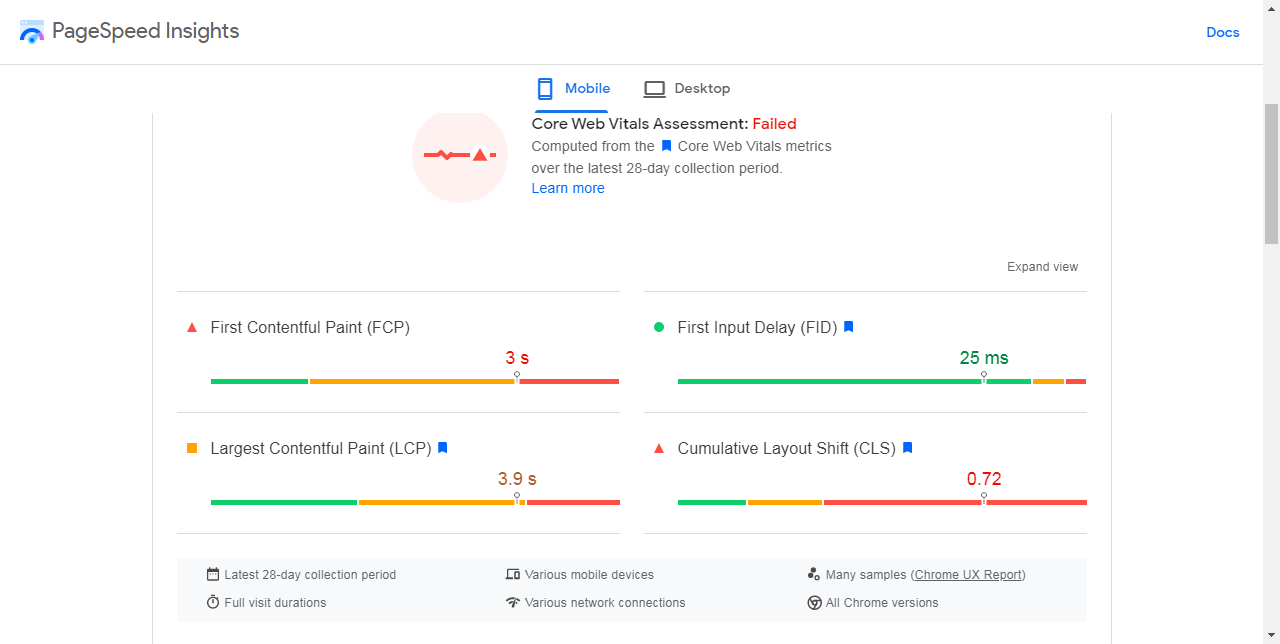 PageSpeed Insights
Docs
Mobile
Desktop
Core Web Vitals Assessment: Failed
Computed from the Core Web Vitals metrics
over the latest 28-day collection period.
Learn more
Expand view
First Contentful Paint (FCP)
3 s
First Input Delay (FID)
25 ms
Largest Contentful Paint (LCP)
3.9 s
Cumulative Layout Shift (CLS)
0.72
Latest 28-day collection period
Various mobile devices
Many samples (Chrome UX Report)
Full visit durations
Various network connections
All Chrome versions